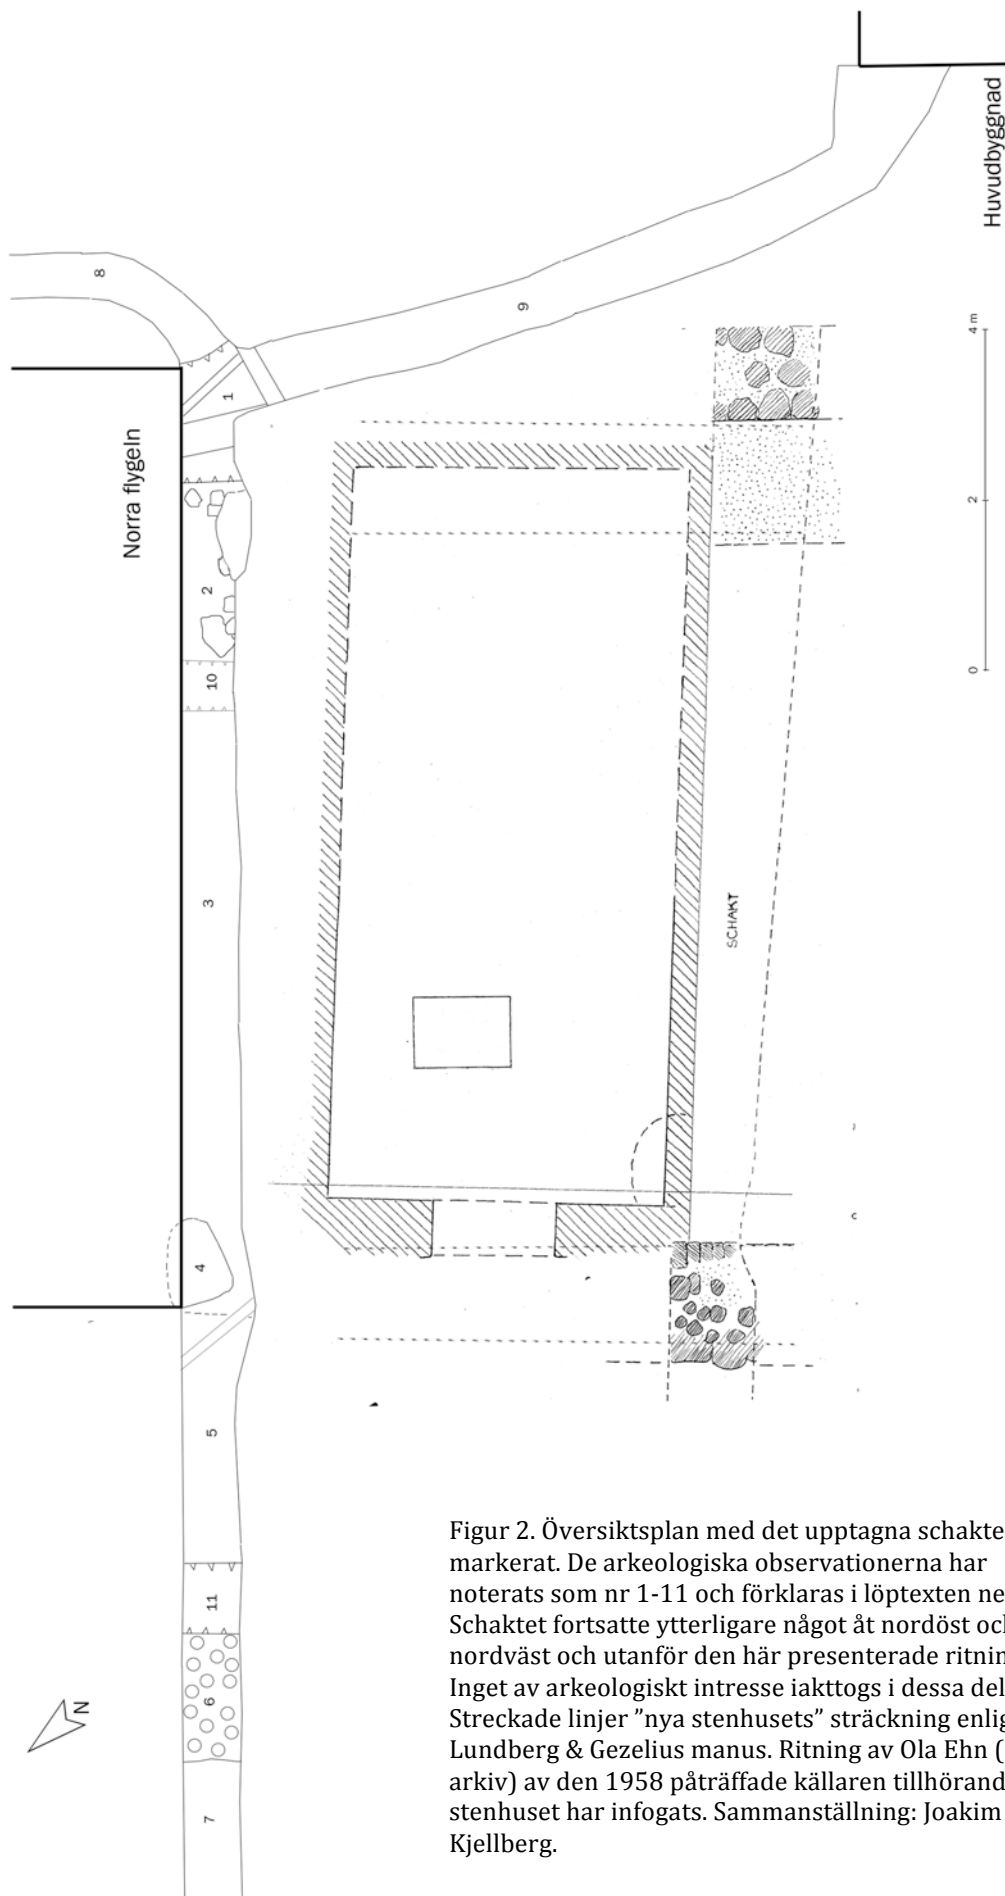 Huvudbyggnad
8
9
4 m
1
Norra flygeln
2
2
10
0
3
SCHAKT
4
5
11
6
N
7
Figur 2. Översiktsplan med det upptagna schakte
markerat. De arkeologiska observationerna har
noterats som nr 1-11 och förklaras i löptexten ne
Schaktet fortsatte ytterligare något åt nordöst oc
nordväst och utanför den här presenterade ritnin
Inget av arkeologiskt intresse iakttogs i dessa del
Streckade linjer ”nya stenhusets” sträckning enlig
Lundberg & Gezelius manus. Ritning av Ola Ehn (
arkiv) av den 1958 påträffade källaren tillhörand
stenhuset har infogats. Sammanställning: Joakim
Kjellberg.